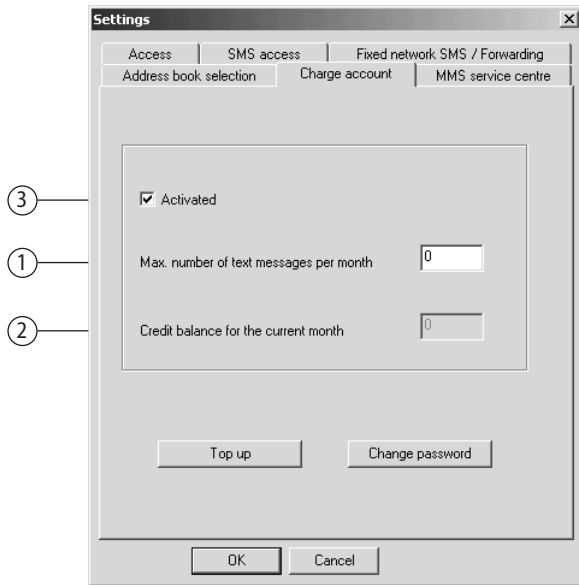 Settings
Access SMS access Fixed network SMS / Forwarding
Address book selection Charge account MMS service centre
3 Activated
1 Max. number of text messages per month 0
2 Credit balance for the current month 0
Top up Change password
OK Cancel